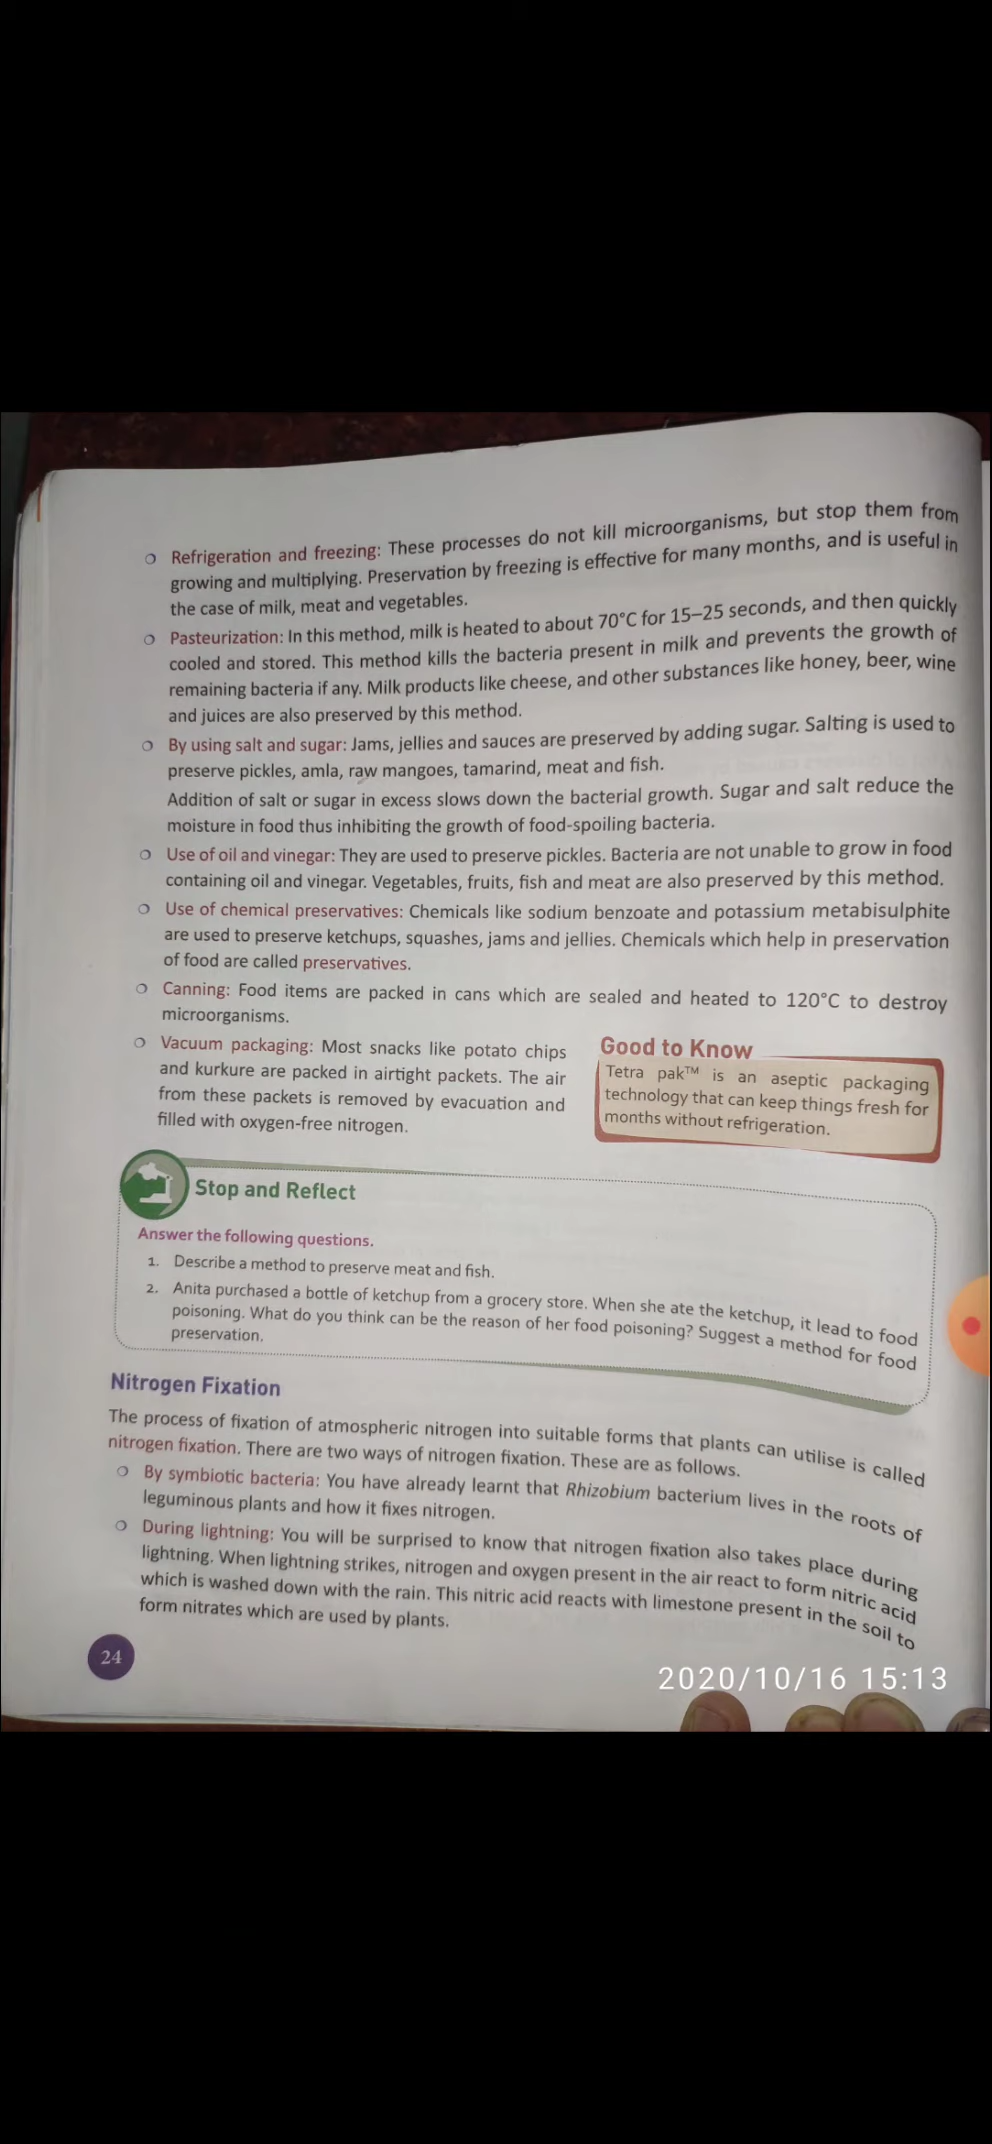 Refrigeration and freezing: These processes do not kill microorganisms, but stop them from
growing and multiplying. Preservation by freezing is effective for many months, and is useful in
the case of milk, meat and vegetables.
Pasteurization: In this method, milk is heated to about 70°C for 15–25 seconds, and then quickly
cooled and stored. This method kills the bacteria present in milk and prevents the growth of
remaining bacteria if any. Milk products like cheese, and other substances like honey, beer, wine
and juices are also preserved by this method.
By using salt and sugar: Jams, jellies and sauces are preserved by adding sugar. Salting is used to
preserve pickles, amla, raw mangoes, tamarind, meat and fish.
Addition of salt or sugar in excess slows down the bacterial growth. Sugar and salt reduce the
moisture in food thus inhibiting the growth of food-spoiling bacteria.
Use of oil and vinegar: They are used to preserve pickles. Bacteria are not unable to grow in food
containing oil and vinegar. Vegetables, fruits, fish and meat are also preserved by this method.
Use of chemical preservatives: Chemicals like sodium benzoate and potassium metabisulphite
are used to preserve ketchups, squashes, jams and jellies. Chemicals which help in preservation
of food are called preservatives.
Canning: Food items are packed in cans which are sealed and heated to 120°C to destroy
microorganisms.
Vacuum packaging: Most snacks like potato chips
and kurkure are packed in airtight packets. The air
from these packets is removed by evacuation and
filled with oxygen-free nitrogen.
Good to Know
Tetra pak™ is an aseptic packaging
technology that can keep things fresh for
months without refrigeration.
Stop and Reflect
Answer the following questions.
1. Describe a method to preserve meat and fish.
2. Anita purchased a bottle of ketchup from a grocery store. When she ate the ketchup, it lead to food
poisoning. What do you think can be the reason of her food poisoning? Suggest a method for food
preservation.
Nitrogen Fixation
The process of fixation of atmospheric nitrogen into suitable forms that plants can utilise is called
nitrogen fixation. There are two ways of nitrogen fixation. These are as follows.
By symbiotic bacteria: You have already learnt that Rhizobium bacterium lives in the roots of
leguminous plants and how it fixes nitrogen.
During lightning: You will be surprised to know that nitrogen fixation also takes place during
lightning. When lightning strikes, nitrogen and oxygen present in the air react to form nitric acid
which is washed down with the rain. This nitric acid reacts with limestone present in the soil to
form nitrates which are used by plants.
24
2020/10/16 15:13